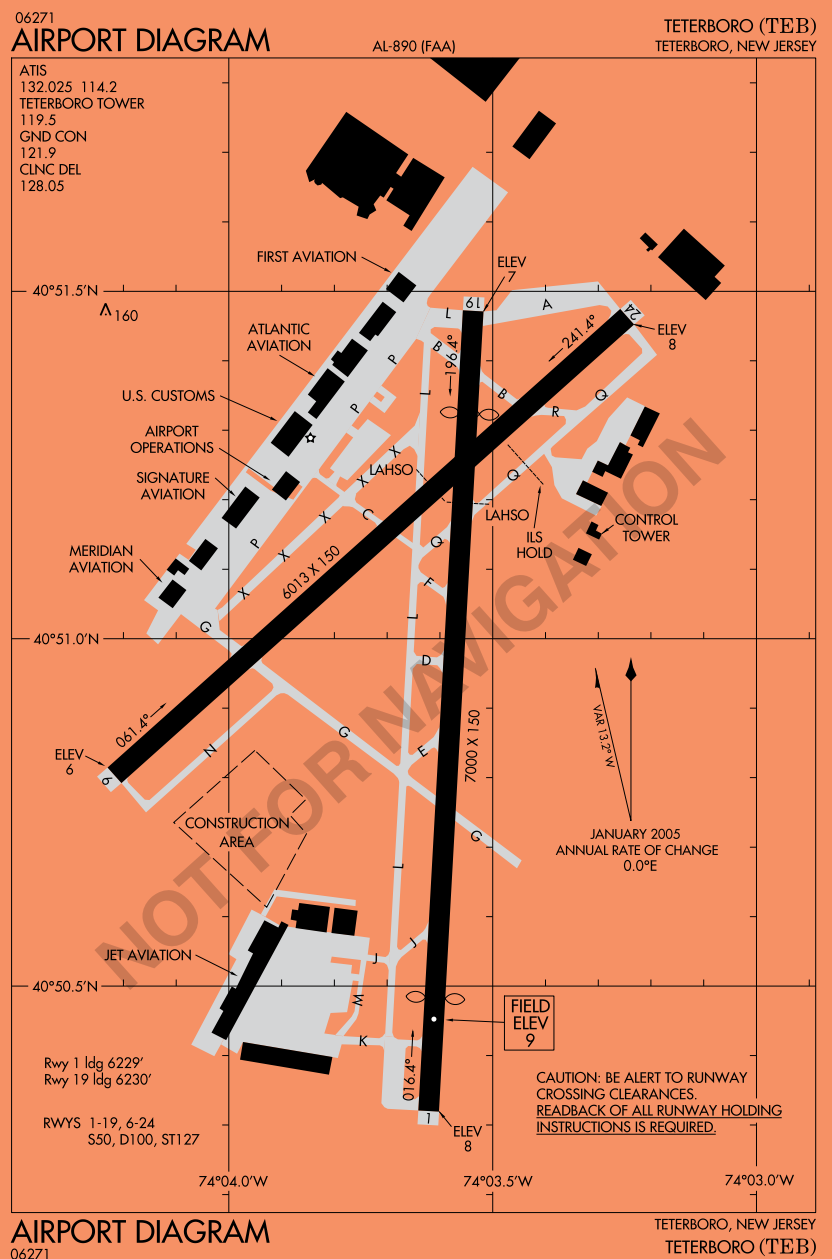 06271
AIRPORT DIAGRAM
AL-890 (FAA)
TETERBORO (TEB)
TETERBORO, NEW JERSEY
ATIS
132.025 114.2
TETERBORO TOWER
119.5
GND CON
121.9
CLNC DEL
128.05
FIRST AVIATION
ELEV
7
40°51.5'N
160
19
L
A
24
ELEV
8
241.4°
196.4°
ATLANTIC
AVIATION
P
B
U.S. CUSTOMS
P
L
B
R
Q
AIRPORT
OPERATIONS
SIGNATURE
AVIATION
X
X
LAHSO
Q
X
C
LAHSO
ILS
HOLD
CONTROL
TOWER
MERIDIAN
AVIATION
P
X
X
Q
F
6013 X 150
G
L
40°51.0'N
D
NOT FOR NAVIGATION
061.4°
N
G
E
7000 X 150
VAR 13.2° W
ELEV
6
6
CONSTRUCTION
AREA
G
JANUARY 2005
ANNUAL RATE OF CHANGE
0.0°E
L
JET AVIATION
J
J
40°50.5'N
M
K
FIELD
ELEV
9
016.4°
Rwy 1 ldg 6229'
Rwy 19 ldg 6230'
RWYS 1-19, 6-24
S50, D100, ST127
1
ELEV
8
CAUTION: BE ALERT TO RUNWAY
CROSSING CLEARANCES.
READBACK OF ALL RUNWAY HOLDING
INSTRUCTIONS IS REQUIRED.
74°04.0'W
74°03.5'W
74°03.0'W
AIRPORT DIAGRAM
06271
TETERBORO, NEW JERSEY
TETERBORO (TEB)